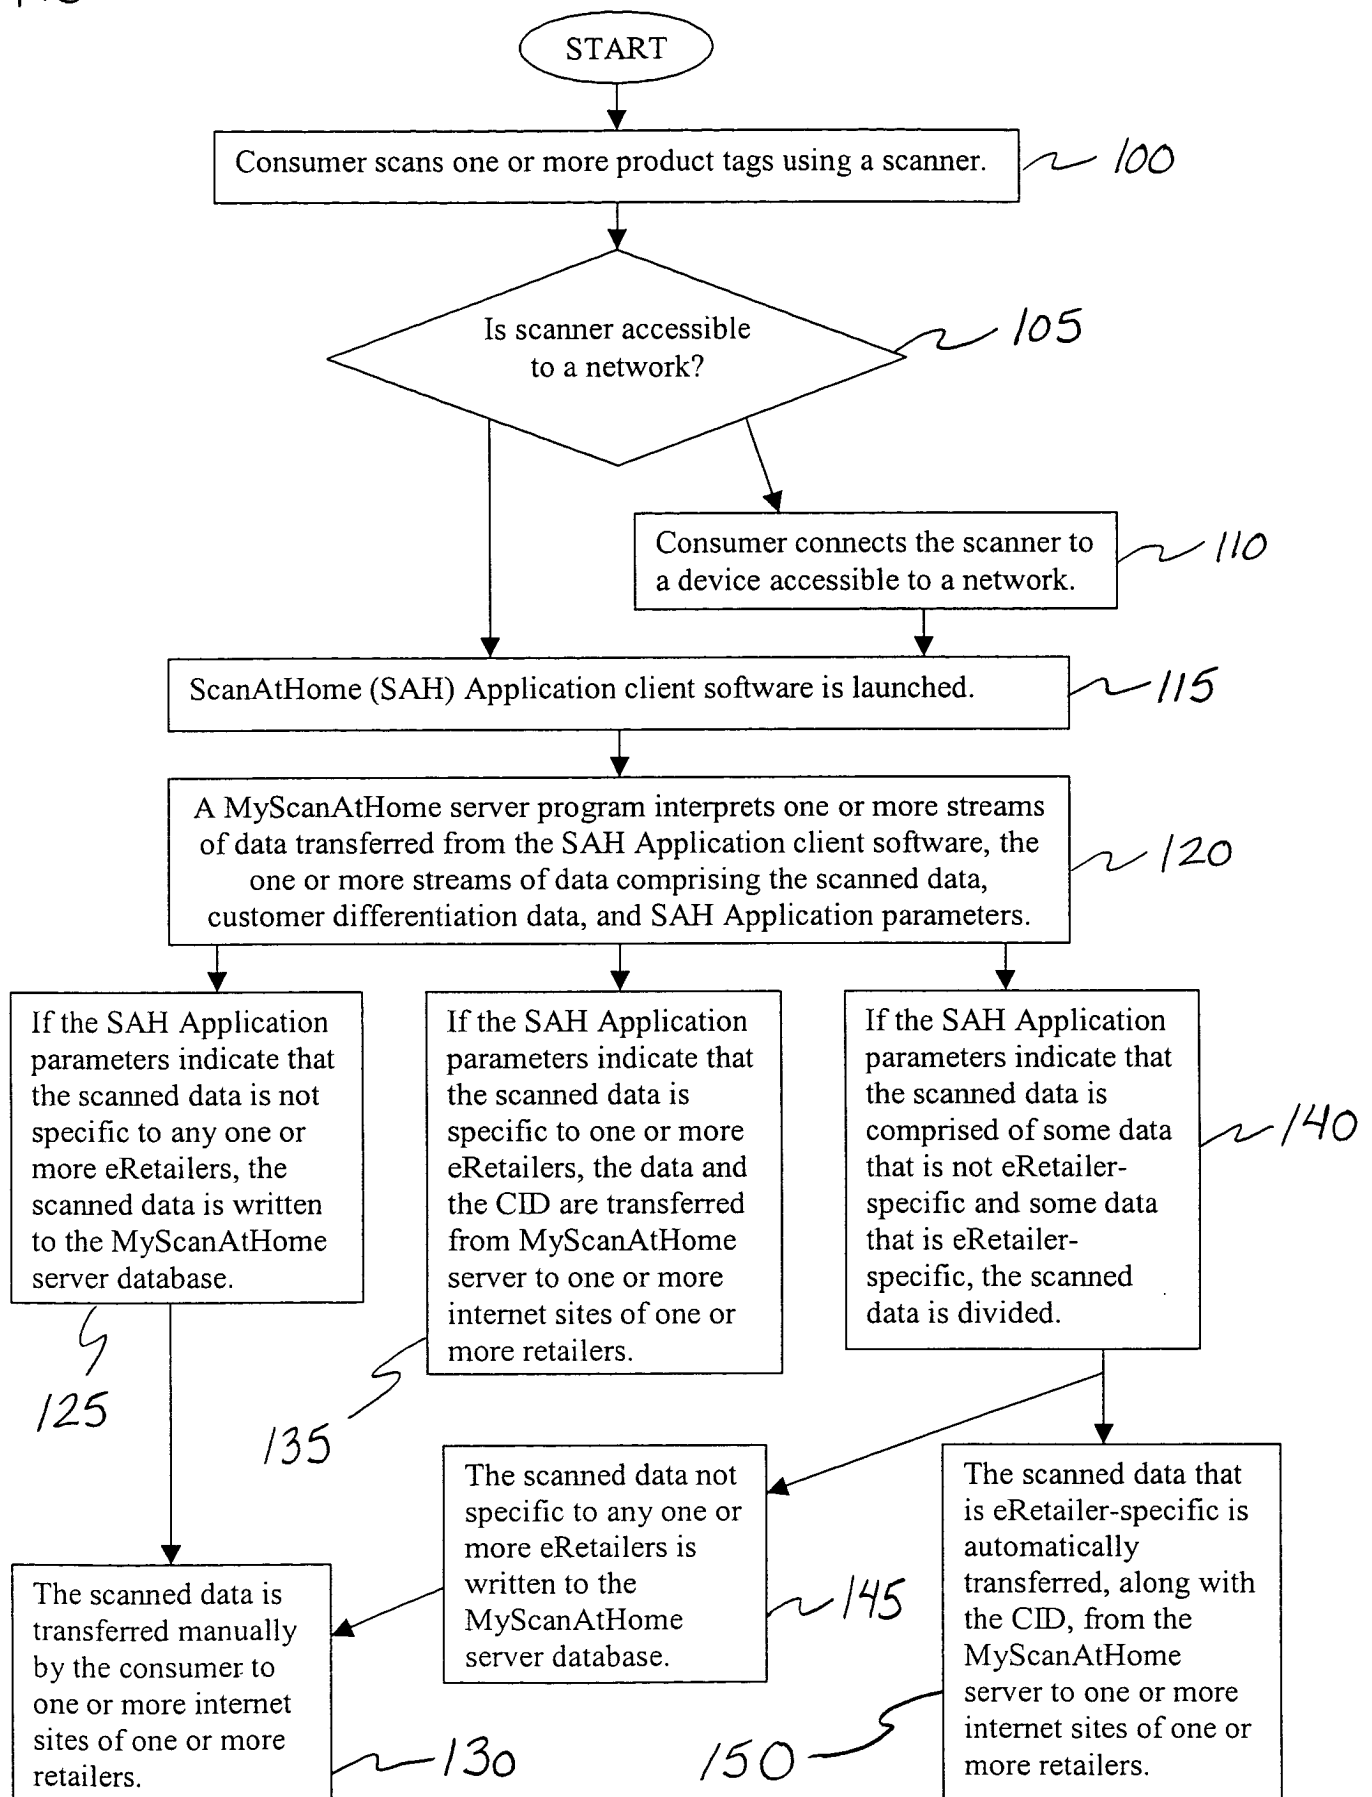 START
Consumer scans one or more product tags using a scanner.
100
Is scanner accessible
to a network?
105
Consumer connects the scanner to
a device accessible to a network.
110
ScanAtHome (SAH) Application client software is launched.
115
A MyScanAtHome server program interprets one or more streams
of data transferred from the SAH Application client software, the
one or more streams of data comprising the scanned data,
customer differentiation data, and SAH Application parameters.
120
If the SAH Application
parameters indicate that
the scanned data is not
specific to any one or
more eRetailers, the
scanned data is written
to the MyScanAtHome
server database.
125
If the SAH Application
parameters indicate that
the scanned data is
specific to one or more
eRetailers, the data and
the CID are transferred
from MyScanAtHome
server to one or more
internet sites of one or
more retailers.
135
If the SAH Application
parameters indicate that
the scanned data is
comprised of some data
that is not eRetailer-
specific and some data
that is eRetailer-
specific, the scanned
data is divided.
140
The scanned data is
transferred manually
by the consumer to
one or more internet
sites of one or more
retailers.
130
The scanned data not
specific to any one or
more eRetailers is
written to the
MyScanAtHome
server database.
145
The scanned data that
is eRetailer-specific is
automatically
transferred, along with
the CID, from the
MyScanAtHome
server to one or more
internet sites of one or
more retailers.
150